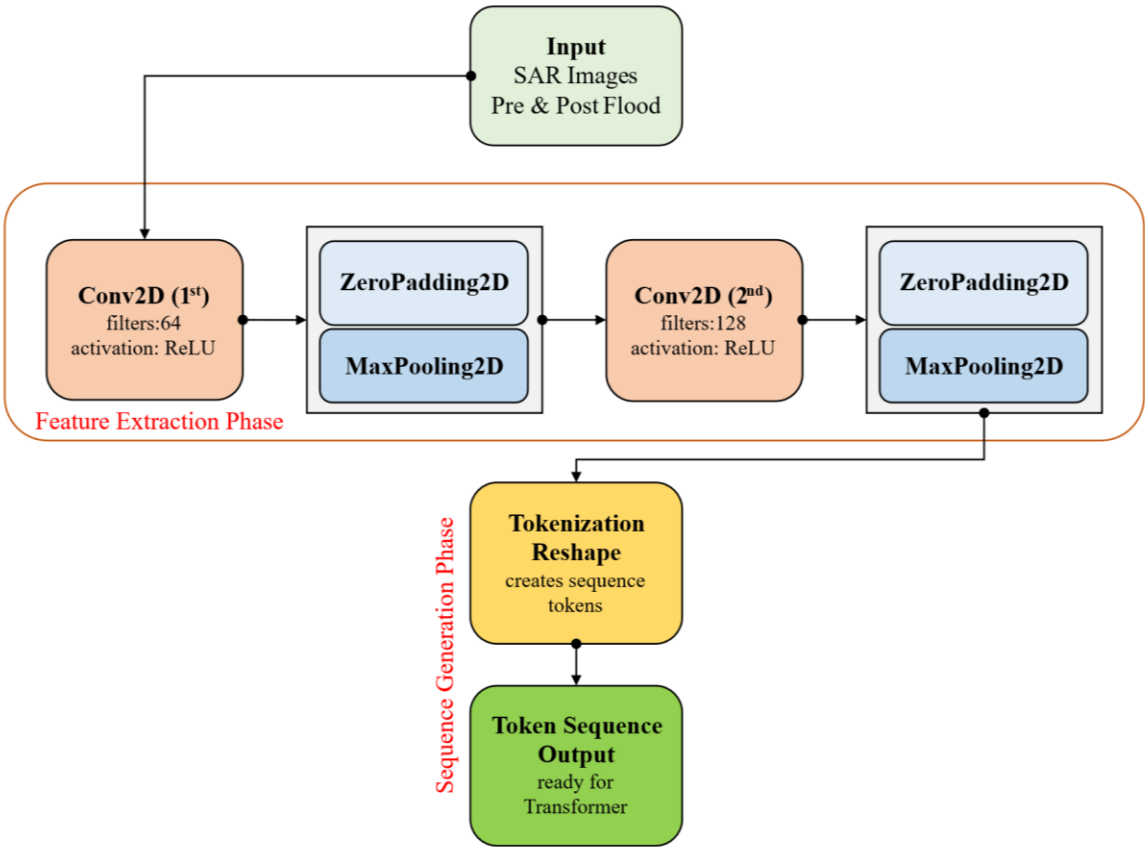 Input
SAR Images
Pre & Post Flood
Conv2D (1st)
filters:64
activation: ReLU
ZeroPadding2D
MaxPooling2D
Conv2D (2nd)
filters:128
activation: ReLU
ZeroPadding2D
MaxPooling2D
Feature Extraction Phase
Sequence Generation Phase
Tokenization
Reshape
creates sequence
tokens
Token Sequence
Output
ready for
Transformer